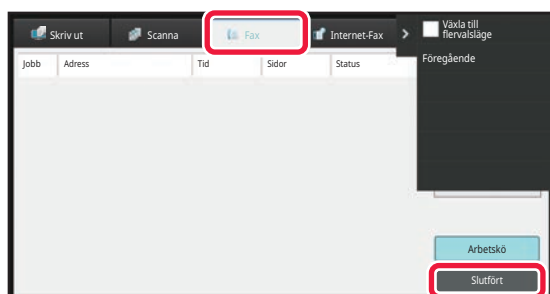 Skriv ut
Scanna
Fax
Internet-Fax
Växla till
flervalsläge
Föregående
Jobb Adress Tid Sidor Status
Arbetskö
Slutfört